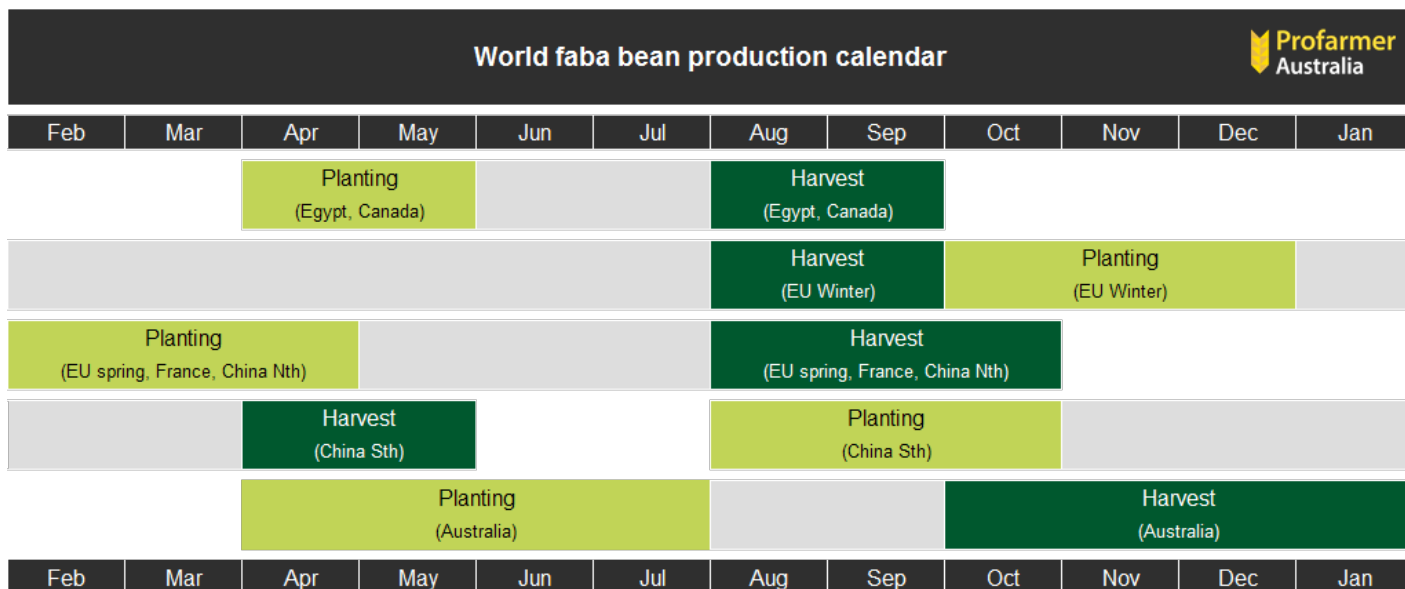 World faba bean production calendar
Profarmer
Australia
Feb Mar Apr May Jun Jul Aug Sep Oct Nov Dec Jan
Planting Harvest
(Egypt, Canada) (Egypt, Canada)
Harvest Planting
(EU Winter) (EU Winter)
Planting Harvest
(EU spring, France, China Nth) (EU spring, France, China Nth)
Harvest Planting
(China Sth) (China Sth)
Planting Harvest
(Australia) (Australia)
Feb Mar Apr May Jun Jul Aug Sep Oct Nov Dec Jan